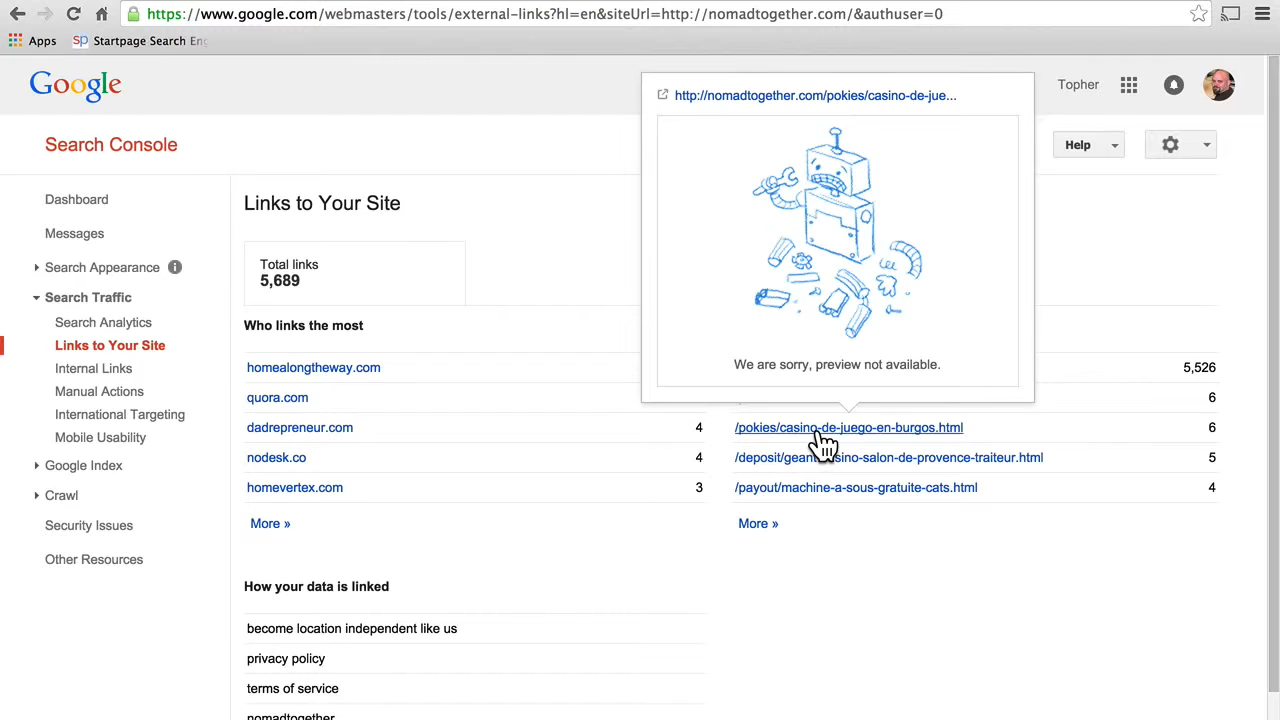 https://www.google.com/webmasters/tools/external-links?hl=en&siteUrl=http://nomadtogether.com/&authuser=0
Apps
Startpage Search Eng
Google
Topher
Search Console
Help
Dashboard
Messages
Search Appearance
Search Traffic
Search Analytics
Links to Your Site
Internal Links
Manual Actions
International Targeting
Mobile Usability
Google Index
Crawl
Security Issues
Other Resources
Links to Your Site
Total links
5,689
Who links the most
homealongtheway.com
quora.com
dadrepreneur.com 4
nodesk.co 4
homevertex.com 3
More »
http://nomadtogether.com/pokies/casino-de-jue...
We are sorry, preview not available.
5,526
6
/pokies/casino-de-juego-en-burgos.html 6
/deposit/geant-casino-salon-de-provence-traiteur.html 5
/payout/machine-a-sous-gratuite-cats.html 4
More »
How your data is linked
become location independent like us
privacy policy
terms of service
nomadtogether